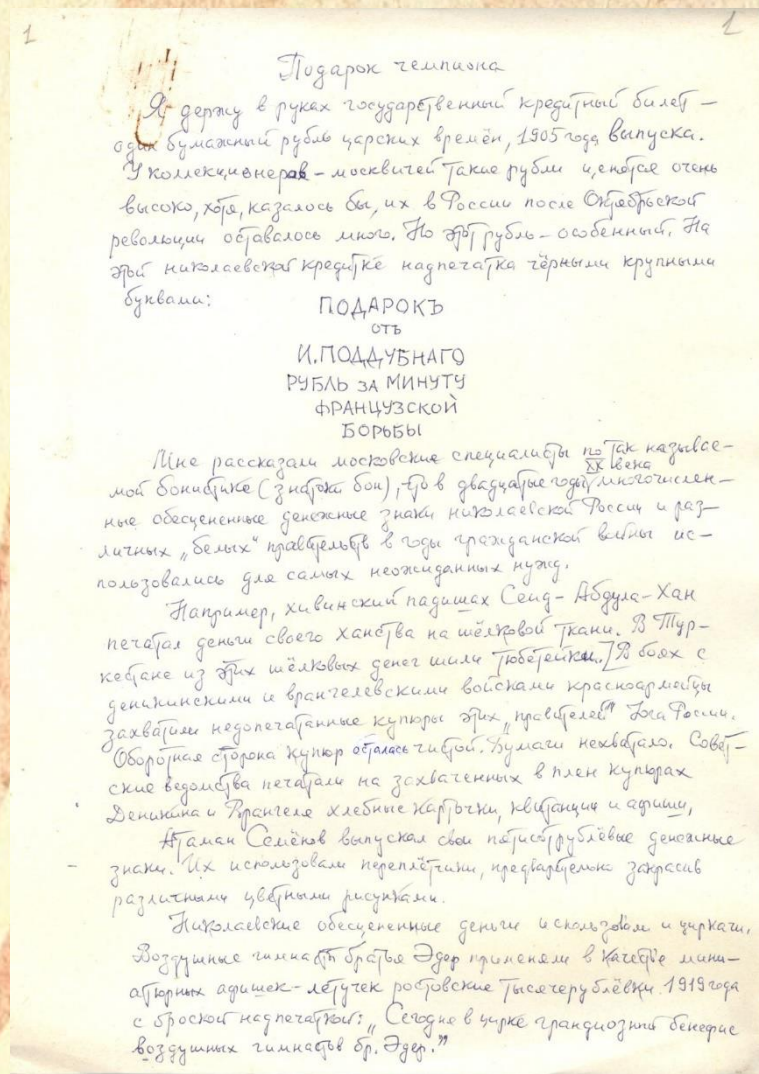 1
1
Подарок чемпиона
Я держу в руках государственный кредитный билет –
один бумажный рубль царских времён, 1905 года выпуска.
У коллекционеров – москвичей такие рубли ценятся очень
высоко, хотя, казалось бы, их в России после Октябрьской
революции оставалось много. Но этот рубль – особенный. На
этой николаевской кредитке надпечатка чёрными крупными
буквами:
ПОДАРОКЪ
отъ
И. ПОДДУБНАГО
РУБЛЬ ЗА МИНУТУ
ФРАНЦУЗСКОЙ
БОРЬБЫ
Мне рассказали московские специалисты по так называе-
мой бонистике (знатоки бон), что в двадцатые годы XX века многочислен-
ные обесцененные денежные знаки николаевской России и раз-
личных „белых“ правительств в годы гражданской войны ис-
пользовались для самых неожиданных нужд.
Например, хивинский падишах Сеид-Абдула-Хан
печатал деньги своего ханства на шёлковой ткани. В Тур-
кестане из этих шёлковых денег шили тюбетейки. [В боях с
деникинскими и врангелевскими войсками красноармейцы
захватили недопечатанные купюры этих „правителей“ Юга России.
Оборотная сторона купюр осталась чистой. Бумаги нехватало. Совет-
ские ведомства печатали на захваченных в плен купюрах
Деникина и Врангеля хлебные карточки, квитанции и афиши.
Атаман Семёнов выпускал свои пятисотрублёвые денежные
знаки. Их использовали переплётчики, предварительно закрасив
различными цветными рисунками.
Николаевские обесцененные деньги использовали и циркачи.
Воздушные гимнасты братья Эдер применяли в качестве мини-
атюрных афишек-летучек ростовские тысячерублёвки 1919 года
с броской надпечаткой: „Сегодня в цирке грандиозный бенефис
воздушных гимнастов бр. Эдер.“